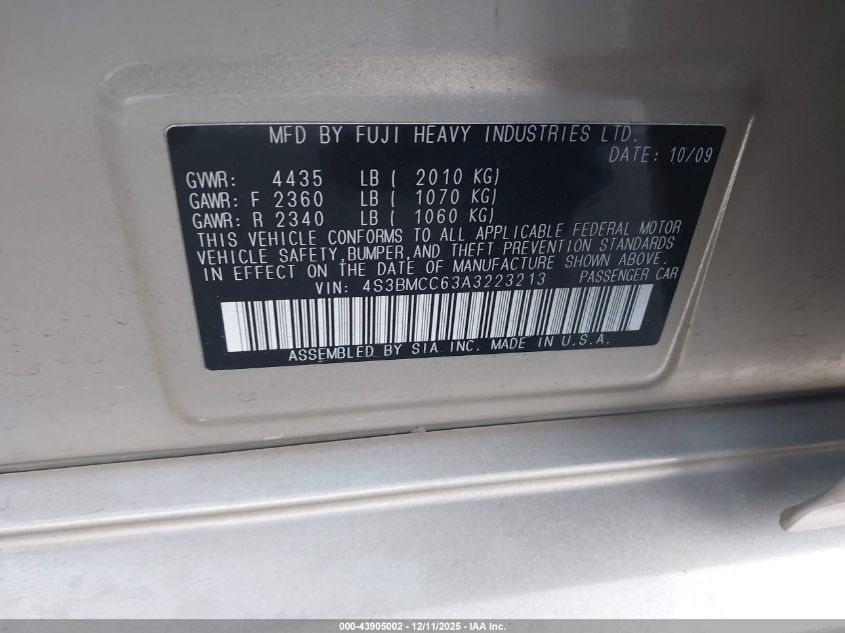 MFD BY FUJI HEAVY INDUSTRIES LTD.
DATE: 10/09
GVWR: 4435 LB ( 2010 KG)
GAWR: F 2360 LB ( 1070 KG)
GAWR: R 2340 LB ( 1060 KG)
THIS VEHICLE CONFORMS TO ALL APPLICABLE FEDERAL MOTOR
VEHICLE SAFETY, BUMPER, AND THEFT PREVENTION STANDARDS
IN EFFECT ON THE DATE OF MANUFACTURE SHOWN ABOVE.
VIN: 4S3BMCC63A3223213 PASSENGER CAR
ASSEMBLED BY SIA INC. MADE IN U.S.A.
000-43905002 - 12/11/2025 - IAA Inc.